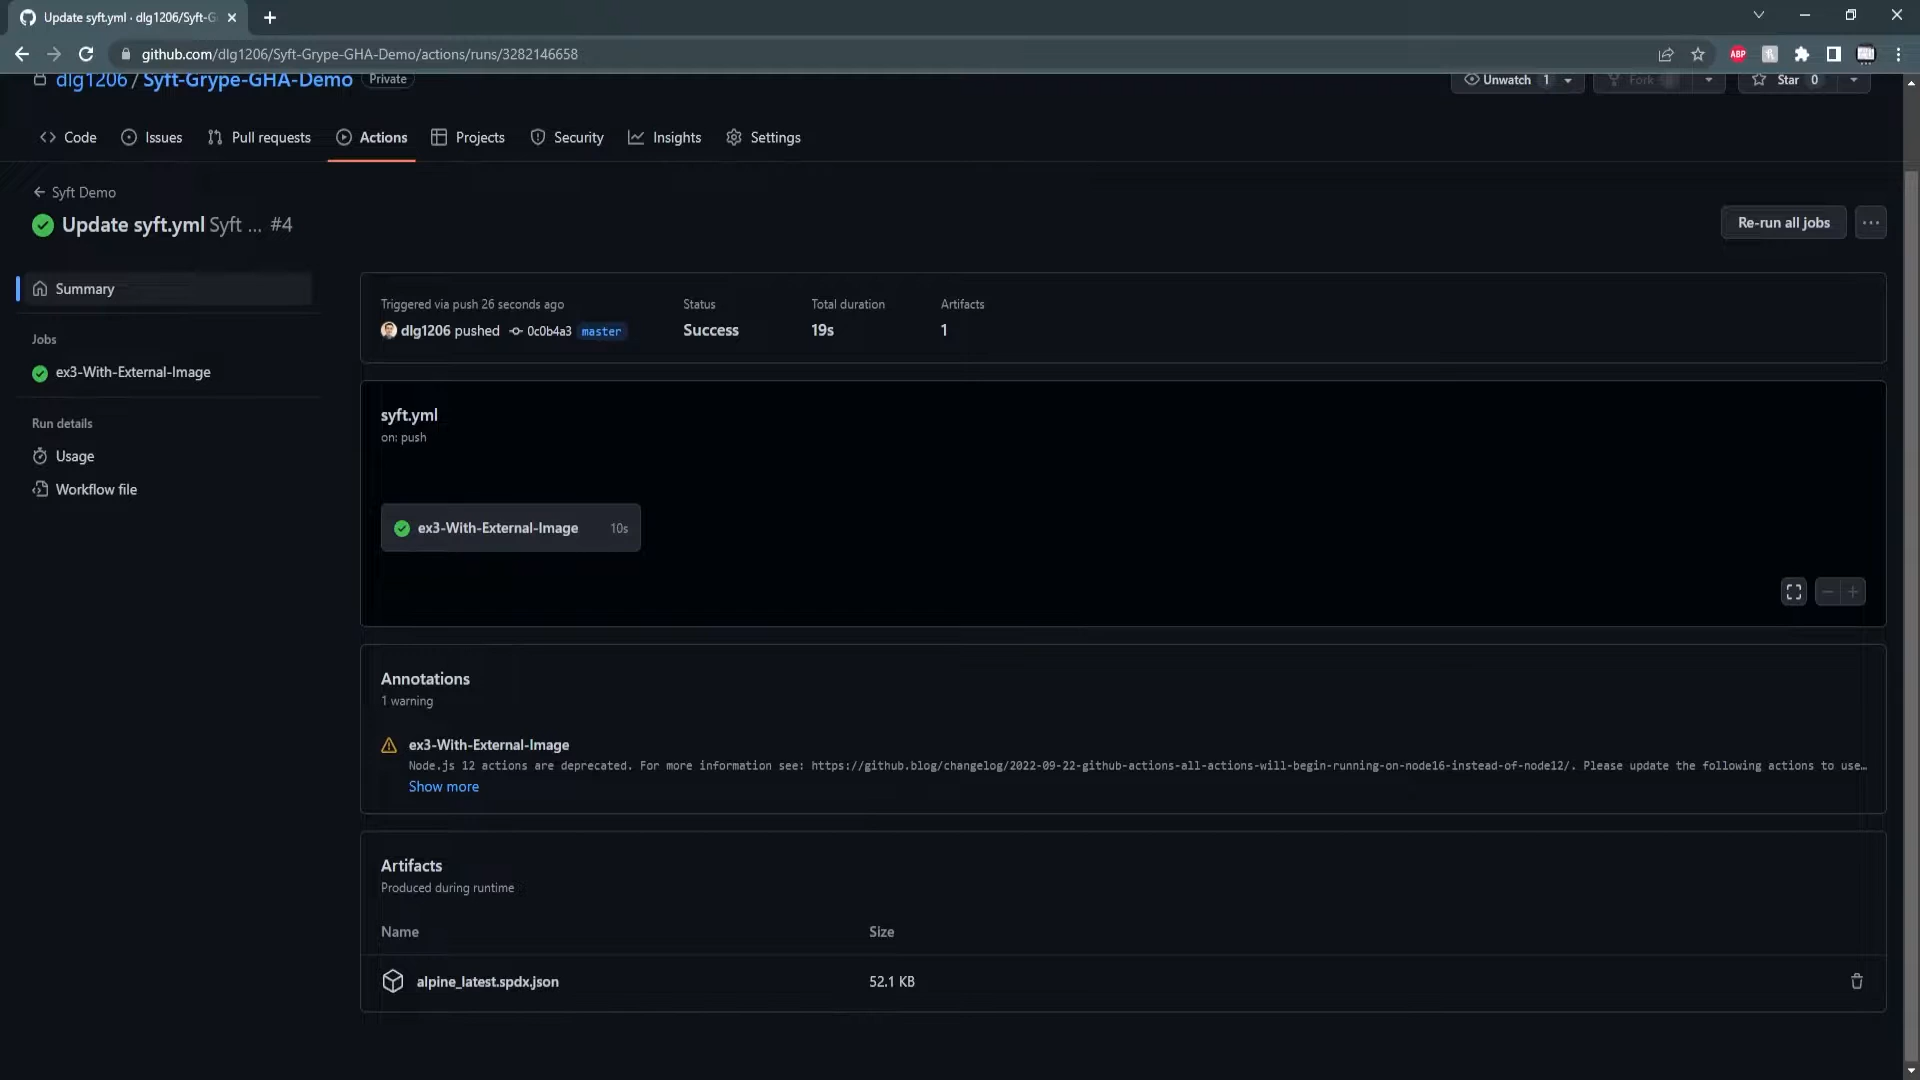 Update syft.yml · dlg1206/Syft-G
github.com/dlg1206/Syft-Grype-GHA-Demo/actions/runs/3282146658
ABP
dlg1206 / Syft-Grype-GHA-Demo Private
Unwatch 1
Fork
Star 0
Code
Issues
Pull requests
Actions
Projects
Security
Insights
Settings
Syft Demo
Update syft.yml Syft ... #4
Re-run all jobs
Summary
Jobs
ex3-With-External-Image
Run details
Usage
Workflow file
Triggered via push 26 seconds ago
dlg1206 pushed 0c0b4a3 master
Status
Success
Total duration
19s
Artifacts
1
syft.yml
on: push
ex3-With-External-Image 10s
Annotations
1 warning
ex3-With-External-Image
Node.js 12 actions are deprecated. For more information see: https://github.blog/changelog/2022-09-22-github-actions-all-actions-will-begin-running-on-node16-instead-of-node12/. Please update the following actions to use…
Show more
Artifacts
Produced during runtime
Name Size
alpine_latest.spdx.json 52.1 KB